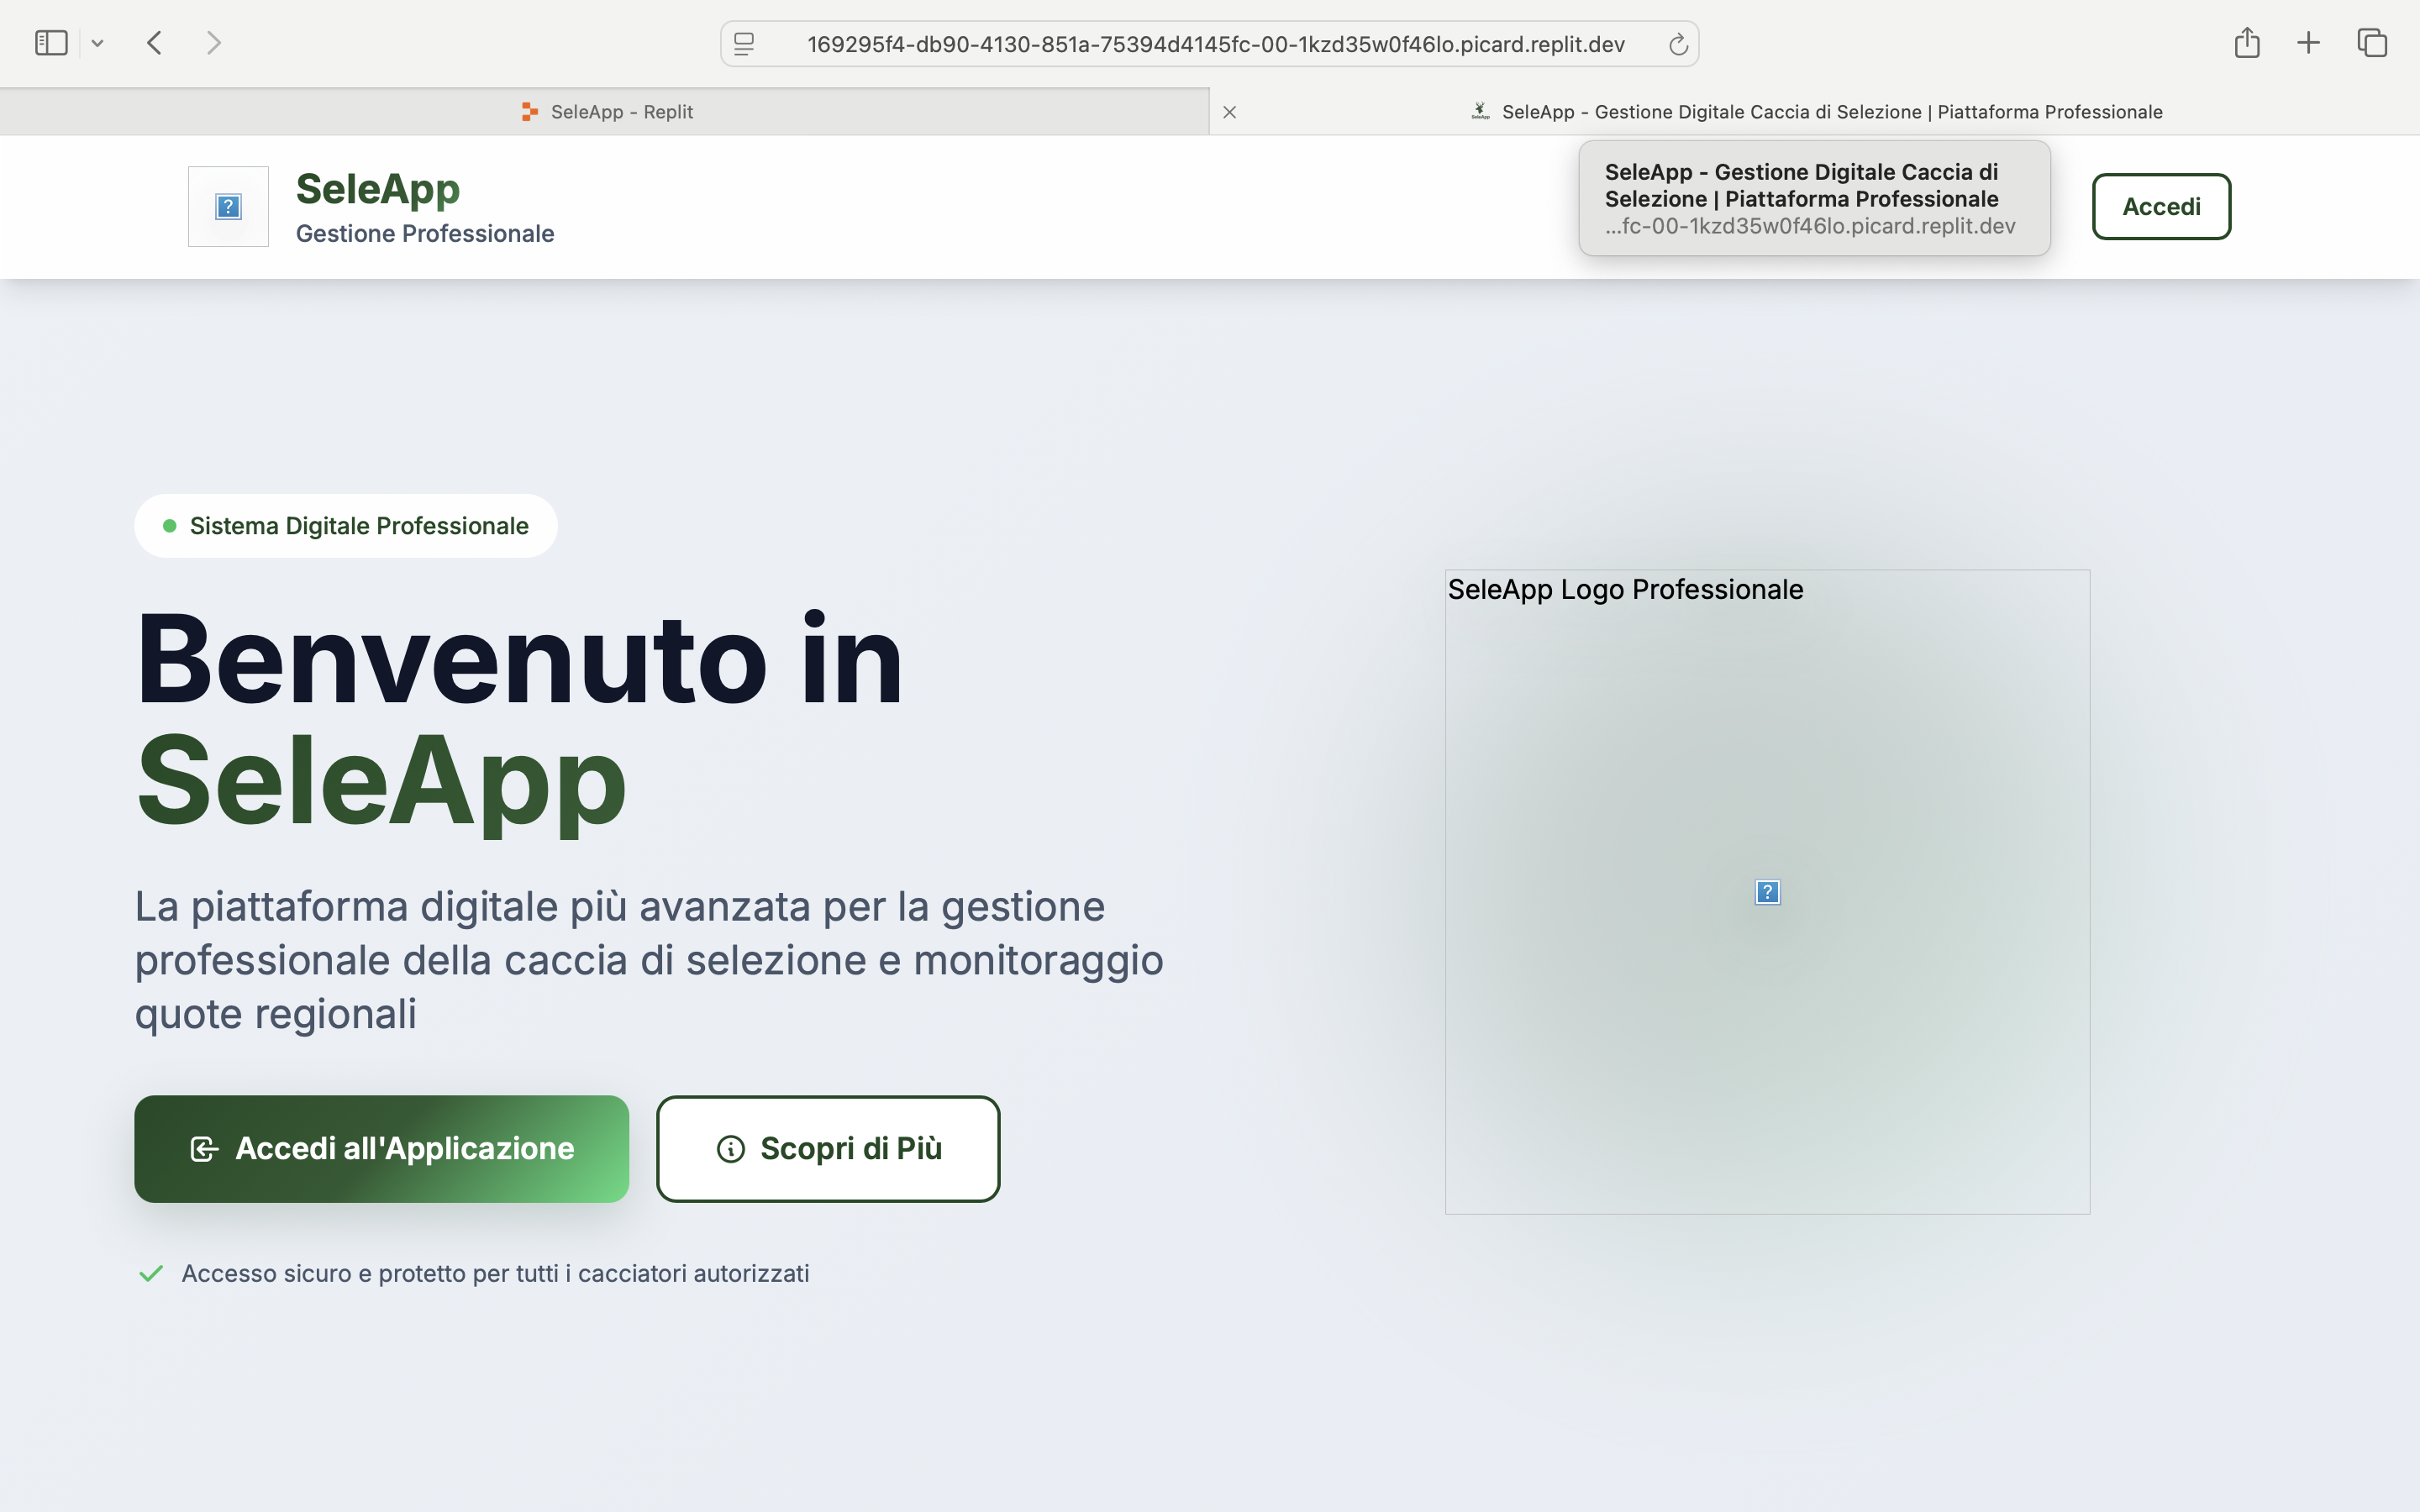 169295f4-db90-4130-851a-75394d4145fc-00-1kzd35w0f46lo.picard.replit.dev
SeleApp - Replit
SeleApp - Gestione Digitale Caccia di Selezione | Piattaforma Professionale
SeleApp
Gestione Professionale
SeleApp - Gestione Digitale Caccia di
Selezione | Piattaforma Professionale
...fc-00-1kzd35w0f46lo.picard.replit.dev
Accedi
Sistema Digitale Professionale
Benvenuto in
SeleApp
La piattaforma digitale più avanzata per la gestione
professionale della caccia di selezione e monitoraggio
quote regionali
Accedi all'Applicazione
Scopri di Più
Accesso sicuro e protetto per tutti i cacciatori autorizzati
SeleApp Logo Professionale